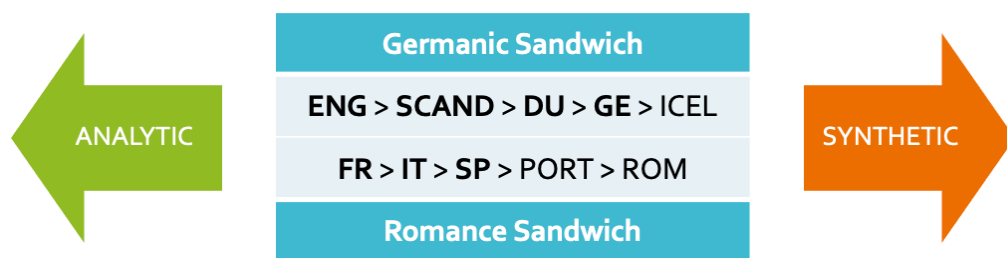 Germanic Sandwich
ENG > SCAND > DU > GE > ICEL
ANALYTIC
SYNTHETIC
FR > IT > SP > PORT > ROM
Romance Sandwich